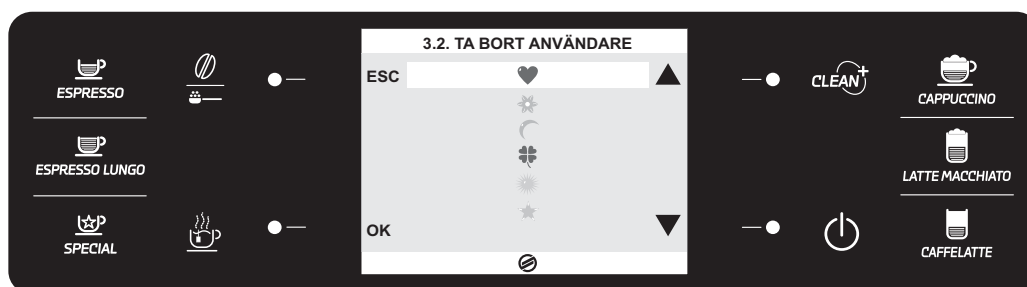 3.2. TA BORT ANVÄNDARE
ESC
OK
ESPRESSO
ESPRESSO LUNGO
SPECIAL
CLEAN+
CAPPUCCINO
LATTE MACCHIATO
CAFFELATTE